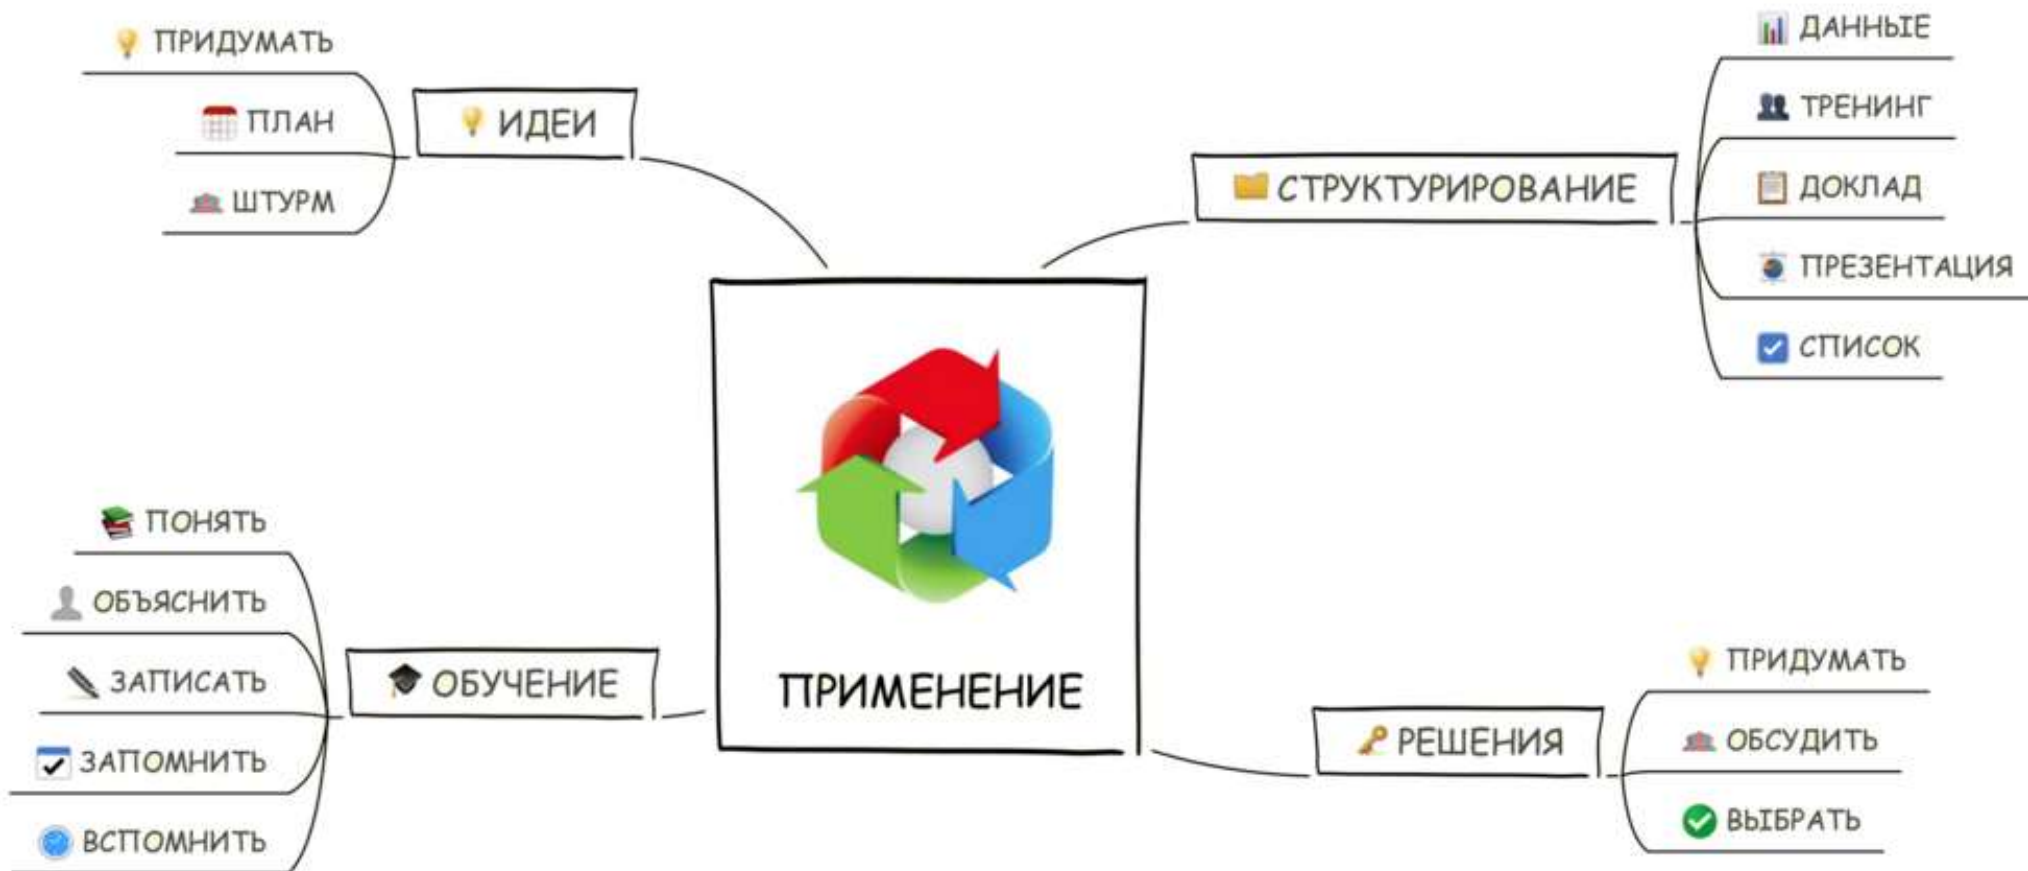 ПРИДУМАТЬ
ПЛАН
ШТУРМ
ИДЕИ
СТРУКТУРИРОВАНИЕ
ДАННЫЕ
ТРЕНИНГ
ДОКЛАД
ПРЕЗЕНТАЦИЯ
СПИСОК
ПРИМЕНЕНИЕ
ПОНЯТЬ
ОБЪЯСНИТЬ
ЗАПИСАТЬ
ЗАПОМНИТЬ
ВСПОМНИТЬ
ОБУЧЕНИЕ
РЕШЕНИЯ
ПРИДУМАТЬ
ОБСУДИТЬ
ВЫБРАТЬ